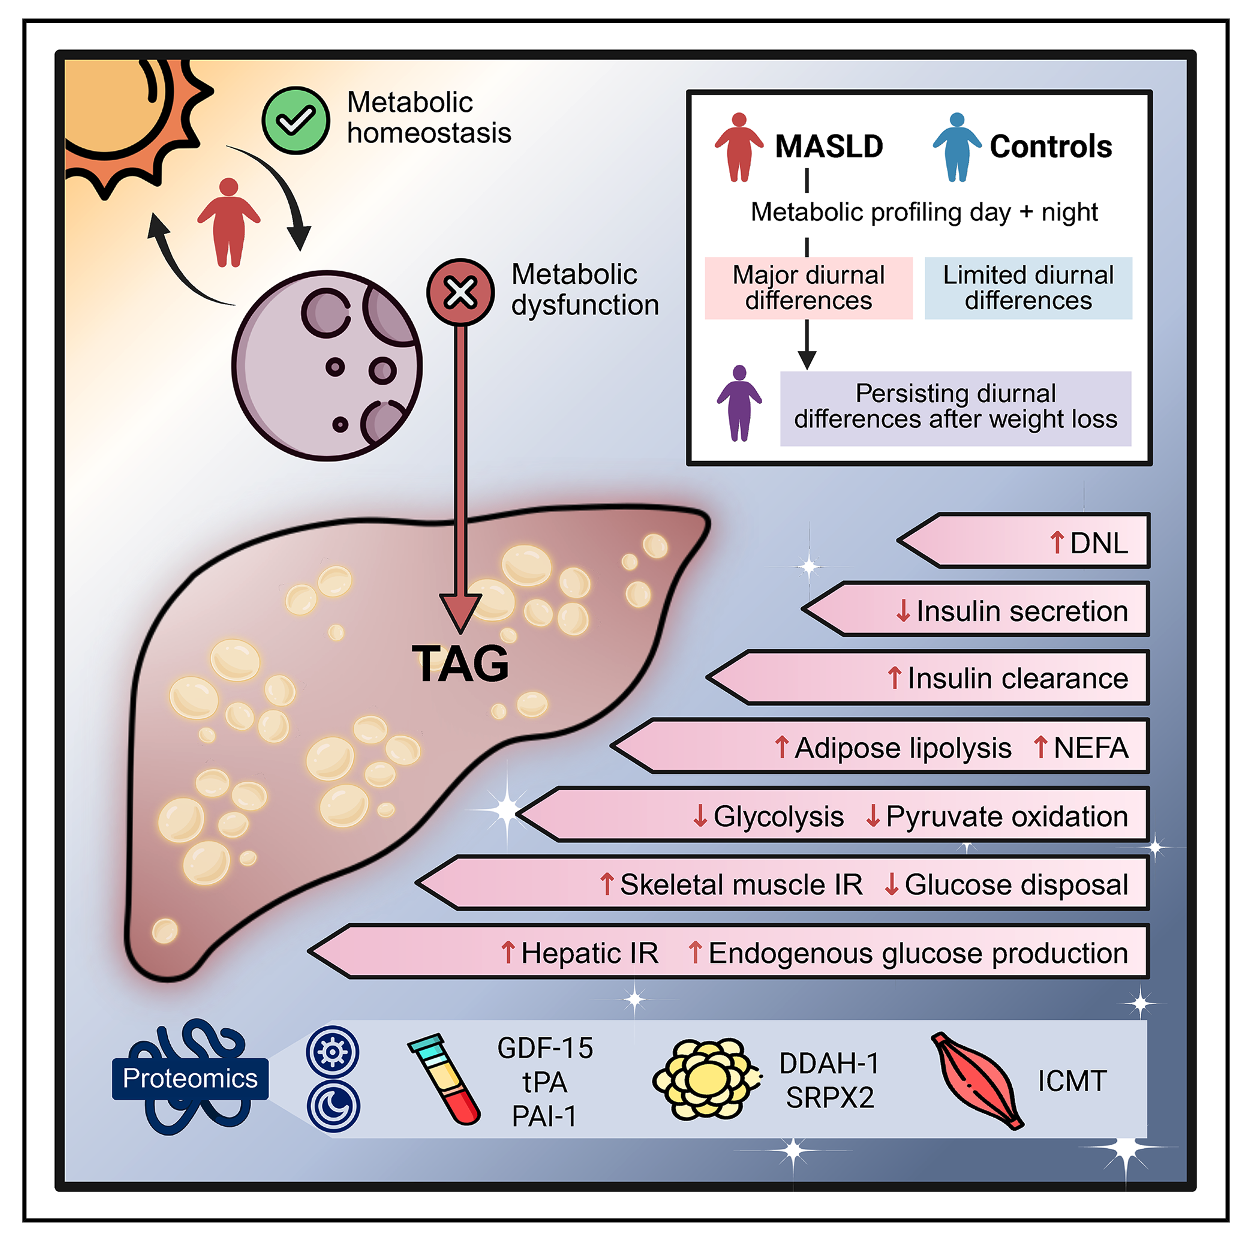 Metabolic
homeostasis
Metabolic
dysfunction
MASLD
Controls
Metabolic profiling day + night
Major diurnal
differences
Limited diurnal
differences
Persisting diurnal
differences after weight loss
TAG
↑DNL
↓Insulin secretion
↑Insulin clearance
↑Adipose lipolysis ↑NEFA
↓Glycolysis ↓Pyruvate oxidation
↑Skeletal muscle IR ↓Glucose disposal
↑Hepatic IR ↑Endogenous glucose production
Proteomics
GDF-15
tPA
PAI-1
DDAH-1
SRPX2
ICMT